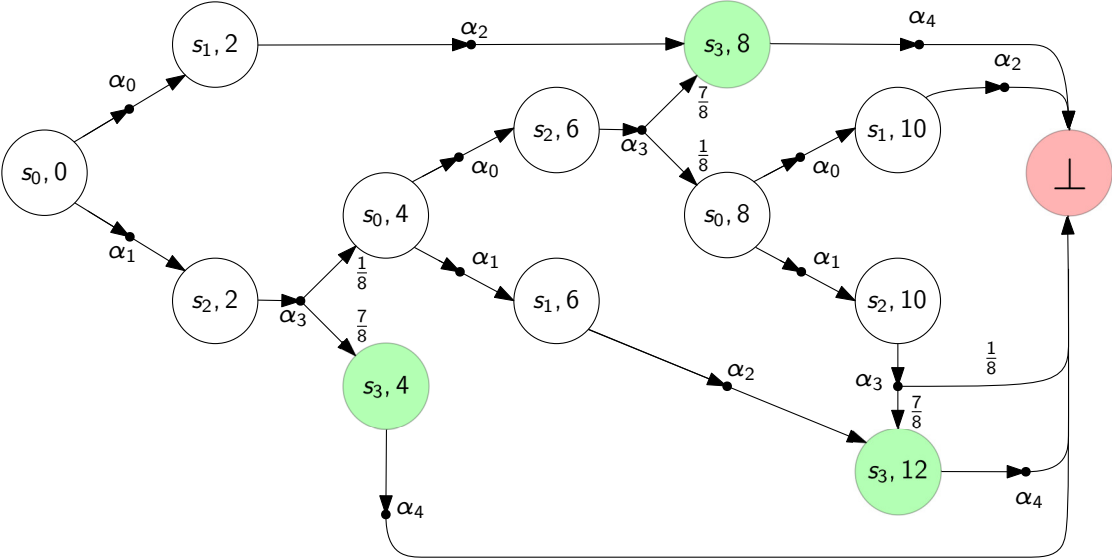 α₄
s₁, 2
α₂
s₃, 8
α₂
α₀
7/8
s₂, 6
s₁, 10
α₃
1/8
s₀, 0
α₀
α₀
⊥
s₀, 4
s₀, 8
α₁
α₁
α₁
1/8
s₂, 2
s₁, 6
s₂, 10
α₃
7/8
1/8
α₂
α₃
s₃, 4
7/8
s₃, 12
α₄
α₄